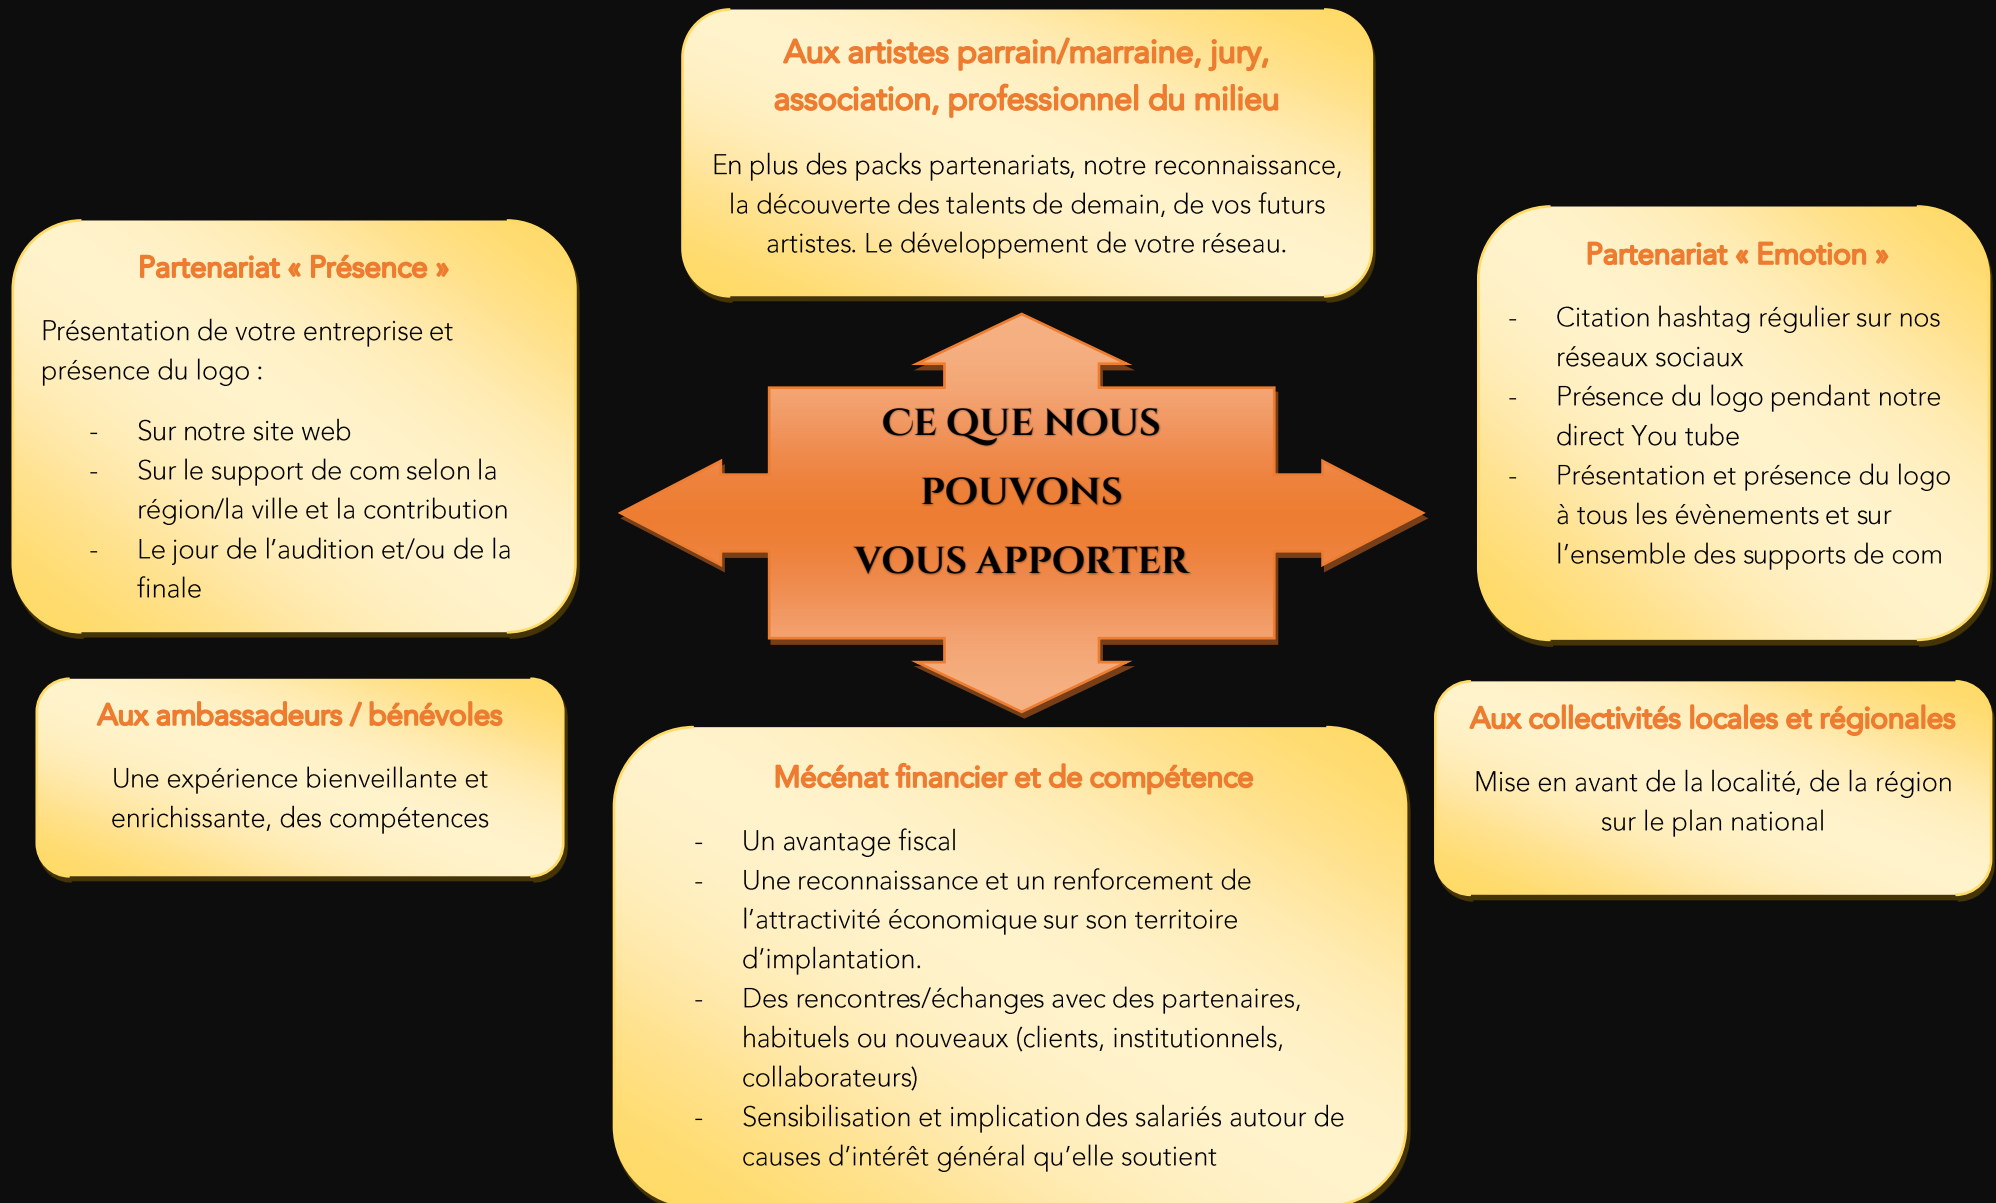 Aux artistes parrain/marraine, jury,
association, professionnel du milieu
En plus des packs partenariats, notre reconnaissance,
la découverte des talents de demain, de vos futurs
artistes. Le développement de votre réseau.
Partenariat « Présence »
Présentation de votre entreprise et
présence du logo :
- Sur notre site web
- Sur le support de com selon la
région/la ville et la contribution
- Le jour de l’audition et/ou de la
finale
CE QUE NOUS
POUVONS
VOUS APPORTER
Partenariat « Emotion »
- Citation hashtag régulier sur nos
réseaux sociaux
- Présence du logo pendant notre
direct You tube
- Présentation et présence du logo
à tous les évènements et sur
l’ensemble des supports de com
Aux ambassadeurs / bénévoles
Une expérience bienveillante et
enrichissante, des compétences
Mécénat financier et de compétence
- Un avantage fiscal
- Une reconnaissance et un renforcement de
l’attractivité économique sur son territoire
d’implantation.
- Des rencontres/échanges avec des partenaires,
habituels ou nouveaux (clients, institutionnels,
collaborateurs)
- Sensibilisation et implication des salariés autour de
causes d’intérêt général qu’elle soutient
Aux collectivités locales et régionales
Mise en avant de la localité, de la région
sur le plan national